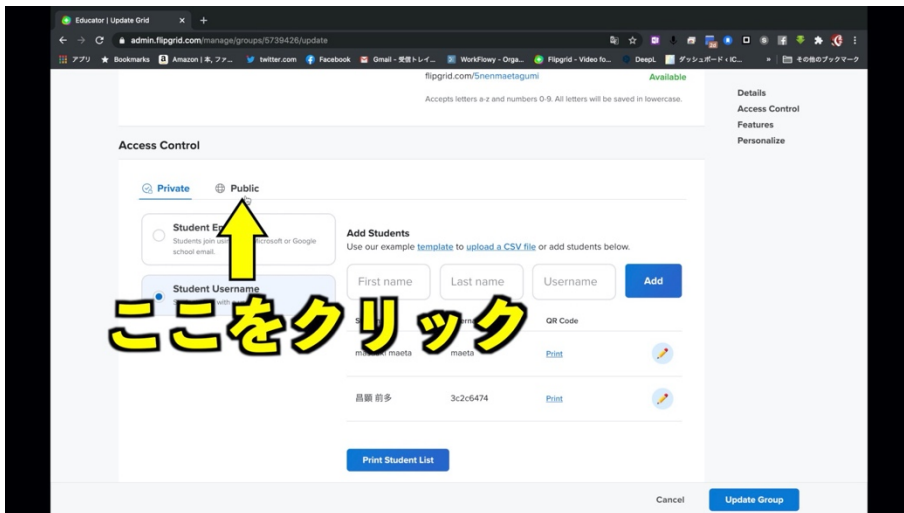 Educator | Update Grid
admin.flipgrid.com/manage/groups/5739426/update
アプリ Bookmarks Amazon | 本, ファ... twitter.com Facebook Gmail - 受信トレイ... WorkFlowy - Orga... Flipgrid - Video fo... DeepL ダッシュボード ‹ IC... » その他のブックマーク
flipgrid.com/5nenmaetagumi Available
Accepts letters a-z and numbers 0-9. All letters will be saved in lowercase.
Details
Access Control
Features
Personalize
Access Control
Private Public
Student
Students join Microsoft or Google
school email.
Student Username
Add Students
Use our example template to upload a CSV file or add students below.
First name Last name Username Add
ここをクリック
QR Code
maeta maeta Print
昌顕 前多 3c2c6474 Print
Print Student List
Cancel Update Group